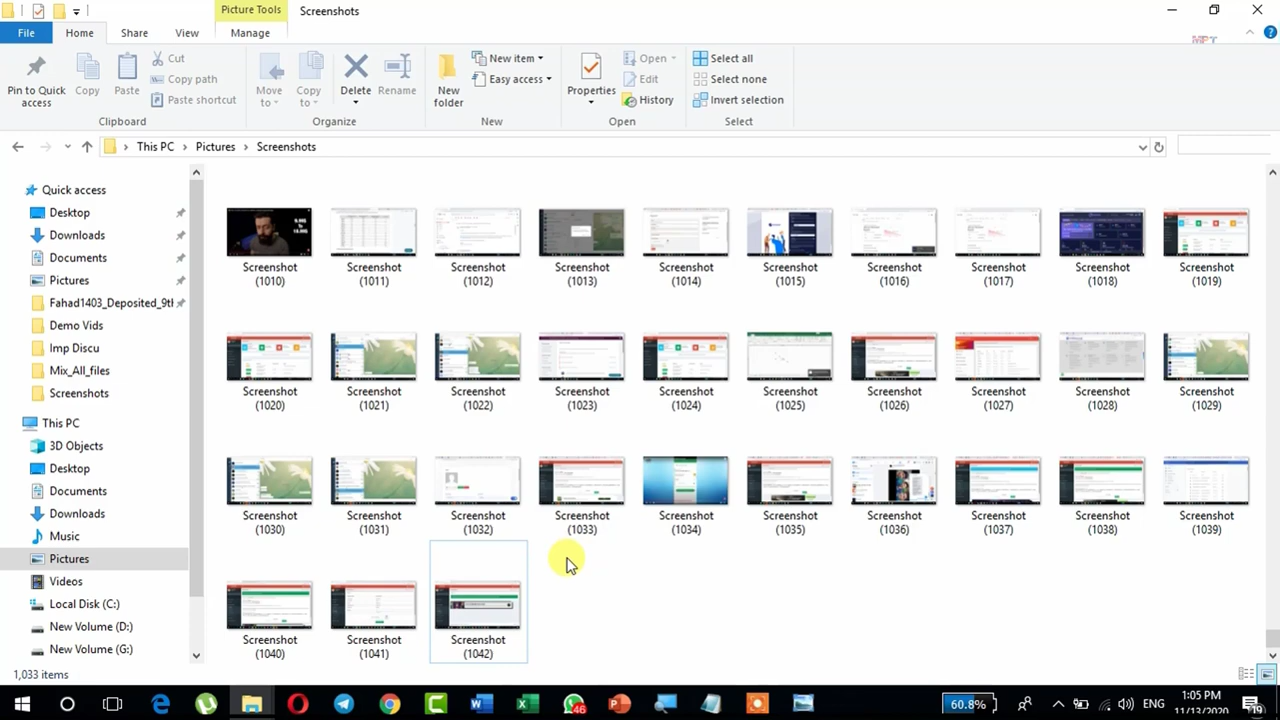 Picture Tools
Screenshots
File
Home
Share
View
Manage
Pin to Quick access
Copy
Paste
Cut
Copy path
Paste shortcut
Clipboard
Move to
Copy to
Delete
Rename
Organize
New folder
New item
Easy access
New
Properties
Open
Edit
History
Open
Select all
Select none
Invert selection
Select
This PC > Pictures > Screenshots
Quick access
Desktop
Downloads
Documents
Pictures
Fahad1403_Deposited_9th
Demo Vids
Imp Discu
Mix_All_files
Screenshots
This PC
3D Objects
Desktop
Documents
Downloads
Music
Pictures
Videos
Local Disk (C:)
New Volume (D:)
New Volume (G:)
Screenshot (1010)
Screenshot (1011)
Screenshot (1012)
Screenshot (1013)
Screenshot (1014)
Screenshot (1015)
Screenshot (1016)
Screenshot (1017)
Screenshot (1018)
Screenshot (1019)
Screenshot (1020)
Screenshot (1021)
Screenshot (1022)
Screenshot (1023)
Screenshot (1024)
Screenshot (1025)
Screenshot (1026)
Screenshot (1027)
Screenshot (1028)
Screenshot (1029)
Screenshot (1030)
Screenshot (1031)
Screenshot (1032)
Screenshot (1033)
Screenshot (1034)
Screenshot (1035)
Screenshot (1036)
Screenshot (1037)
Screenshot (1038)
Screenshot (1039)
Screenshot (1040)
Screenshot (1041)
Screenshot (1042)
1,033 items
46
60.8%
ENG
1:05 PM
11/13/2020
19